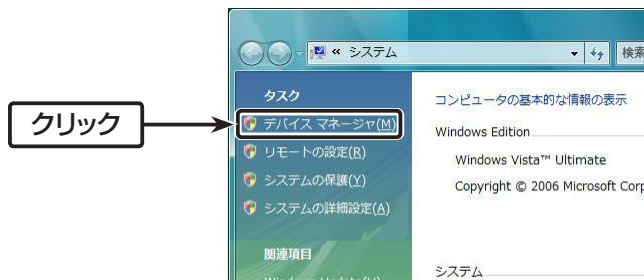 « システム
検索
タスク
コンピュータの基本的な情報の表示
クリック
デバイス マネージャ(M)
Windows Edition
リモートの設定(R)
Windows Vista™ Ultimate
システムの保護(Y)
Copyright © 2006 Microsoft Corp
システムの詳細設定(A)
関連項目
システム
Windows Update(U)